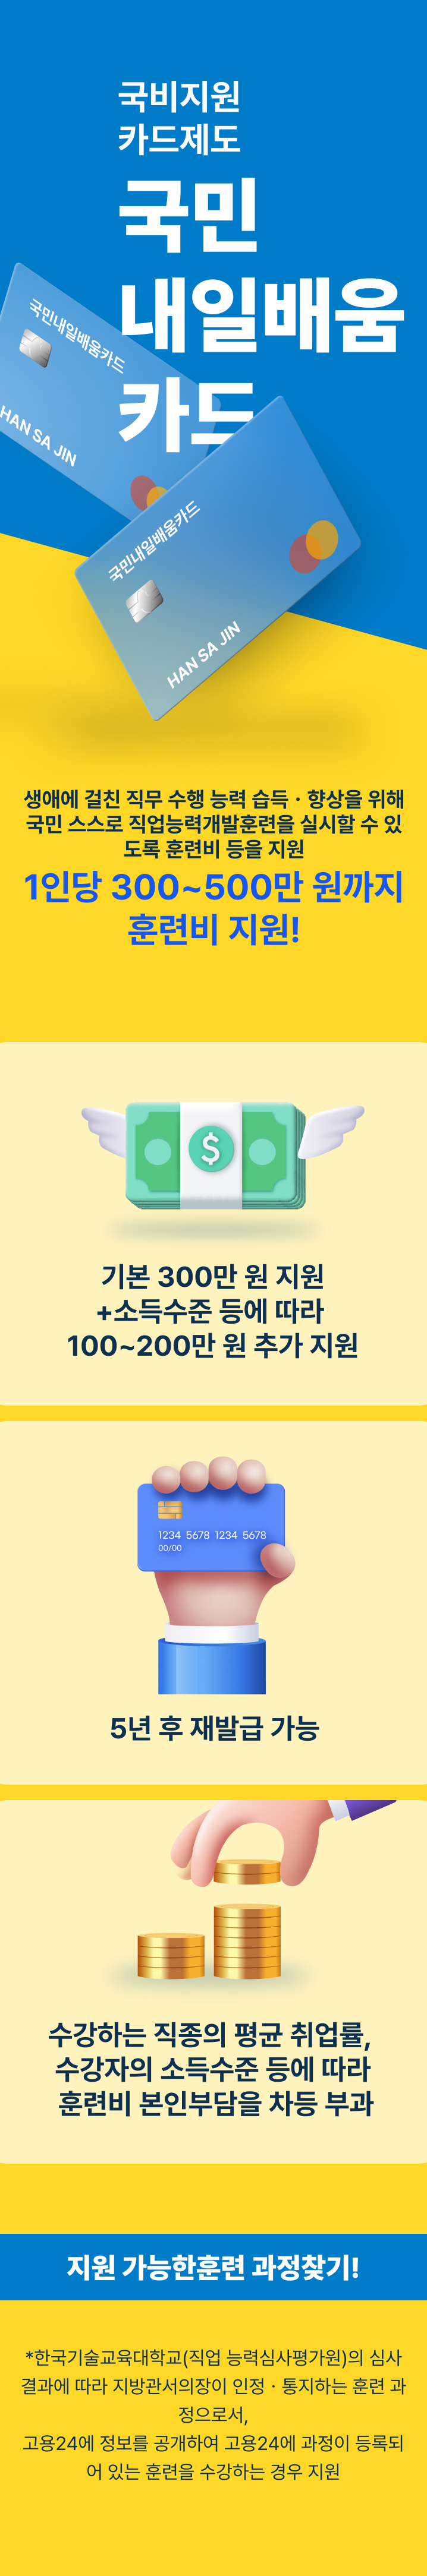 국비지원
카드제도
국민
내일배움
카드
국민내일배움카드
HAN SA JIN
국민내일배움카드
HAN SA JIN
생애에 걸친 직무 수행 능력 습득 · 향상을 위해
국민 스스로 직업능력개발훈련을 실시할 수 있
도록 훈련비 등을 지원
1인당 300~500만 원까지
훈련비 지원!
$
기본 300만 원 지원
+소득수준 등에 따라
100~200만 원 추가 지원
1234 5678 1234 5678
00/00
5년 후 재발급 가능
수강하는 직종의 평균 취업률,
수강자의 소득수준 등에 따라
훈련비 본인부담을 차등 부과
지원 가능한훈련 과정찾기!
*한국기술교육대학교(직업 능력심사평가원)의 심사
결과에 따라 지방관서의장이 인정 · 통지하는 훈련 과
정으로서,
고용24에 정보를 공개하여 고용24에 과정이 등록되
어 있는 훈련을 수강하는 경우 지원